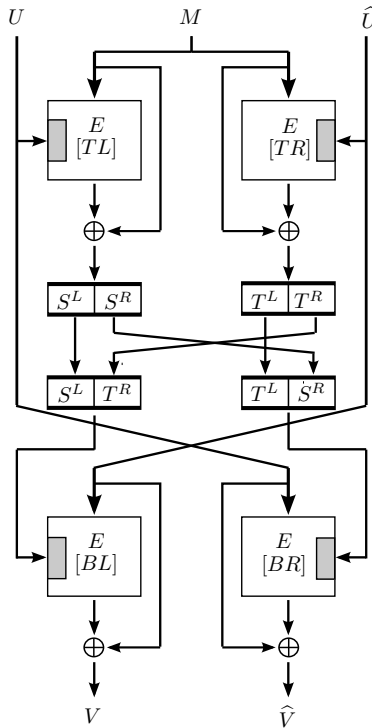 U M Û
E E
[TL] [TR]
⊕ ⊕
S^L S^R T^L T^R
S^L T^R T^L S^R
E E
[BL] [BR]
⊕ ⊕
V V̂